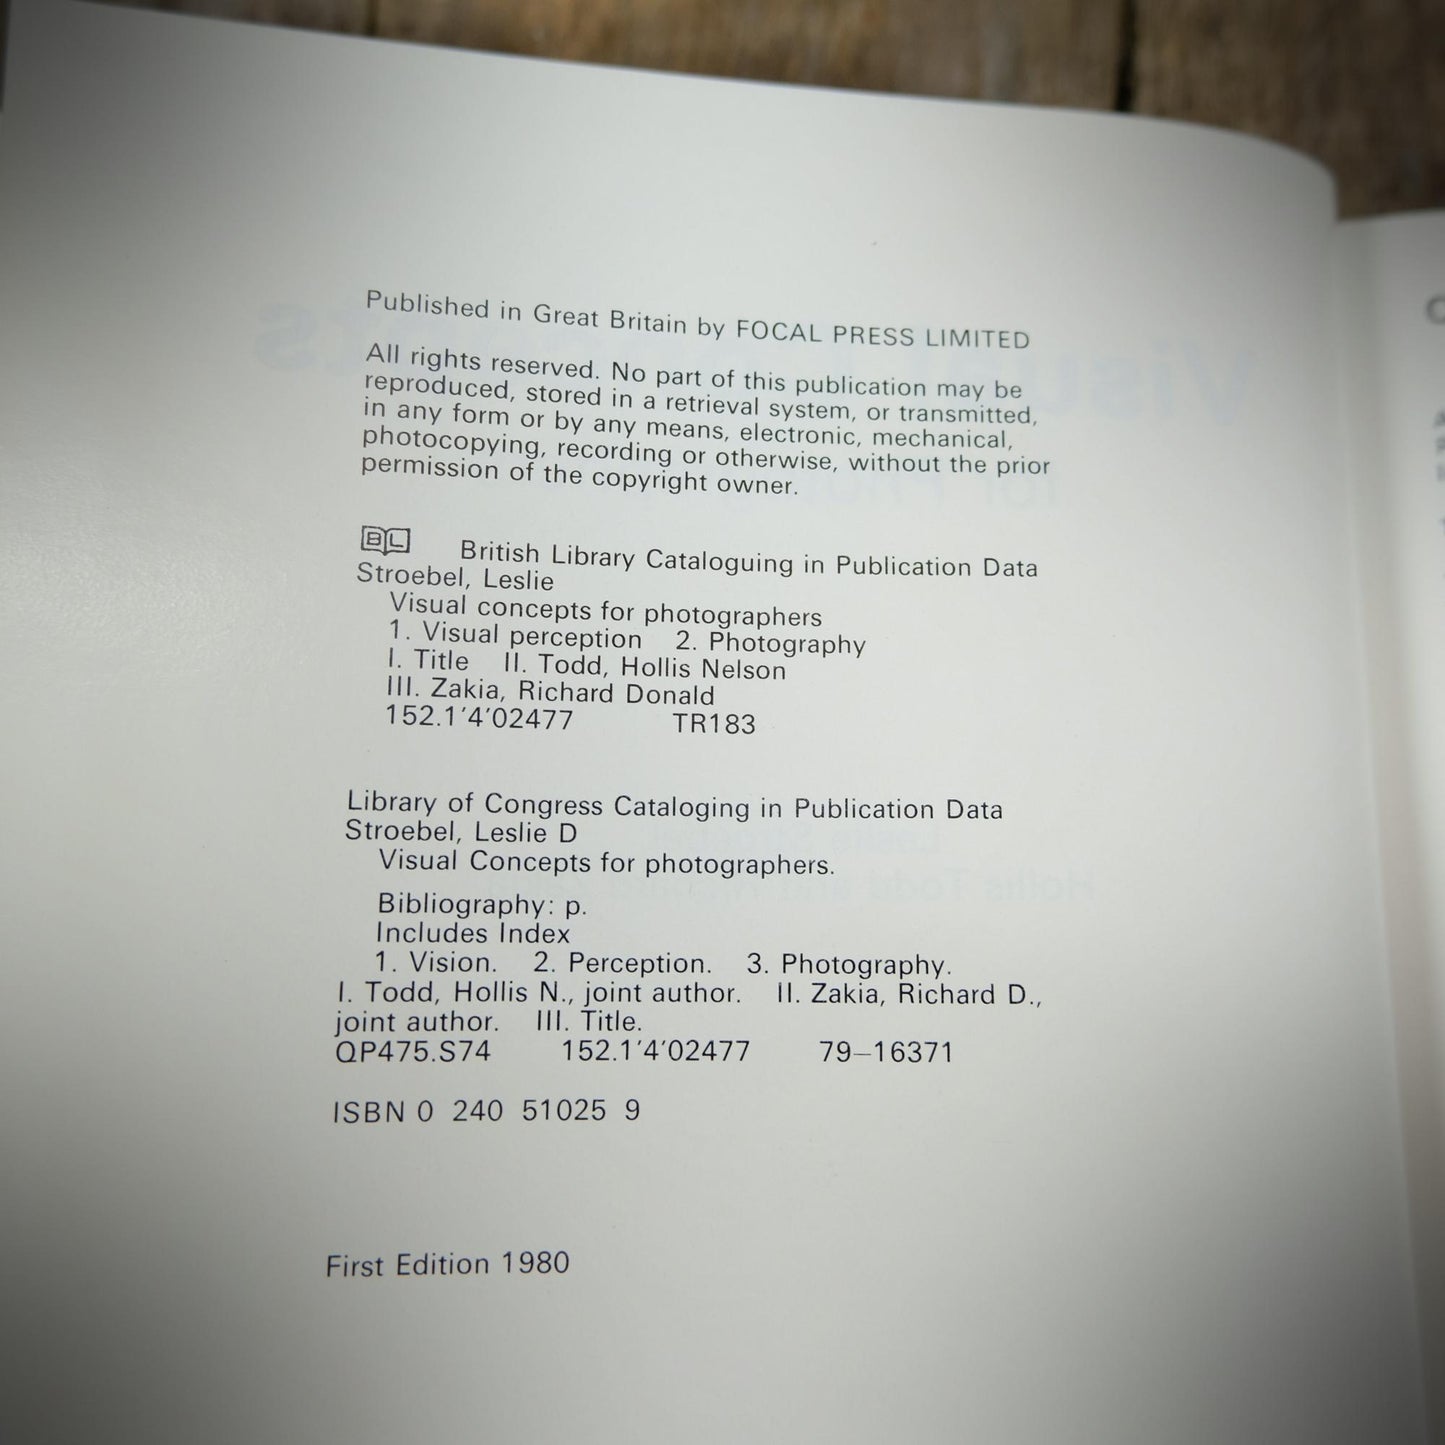 Published in Great Britain by FOCAL PRESS LIMITED
All rights reserved. No part of this publication may be
reproduced, stored in a retrieval system, or transmitted,
in any form or by any means, electronic, mechanical,
photocopying, recording or otherwise, without the prior
permission of the copyright owner.
BL British Library Cataloguing in Publication Data
Stroebel, Leslie
Visual concepts for photographers
1. Visual perception 2. Photography
I. Title II. Todd, Hollis Nelson
III. Zakia, Richard Donald
152.1'4'02477 TR183
Library of Congress Cataloging in Publication Data
Stroebel, Leslie D
Visual Concepts for photographers.
Bibliography: p.
Includes Index
1. Vision. 2. Perception. 3. Photography.
I. Todd, Hollis N., joint author. II. Zakia, Richard D.,
joint author. III. Title.
QP475.S74 152.1'4'02477 79–16371
ISBN 0 240 51025 9
First Edition 1980